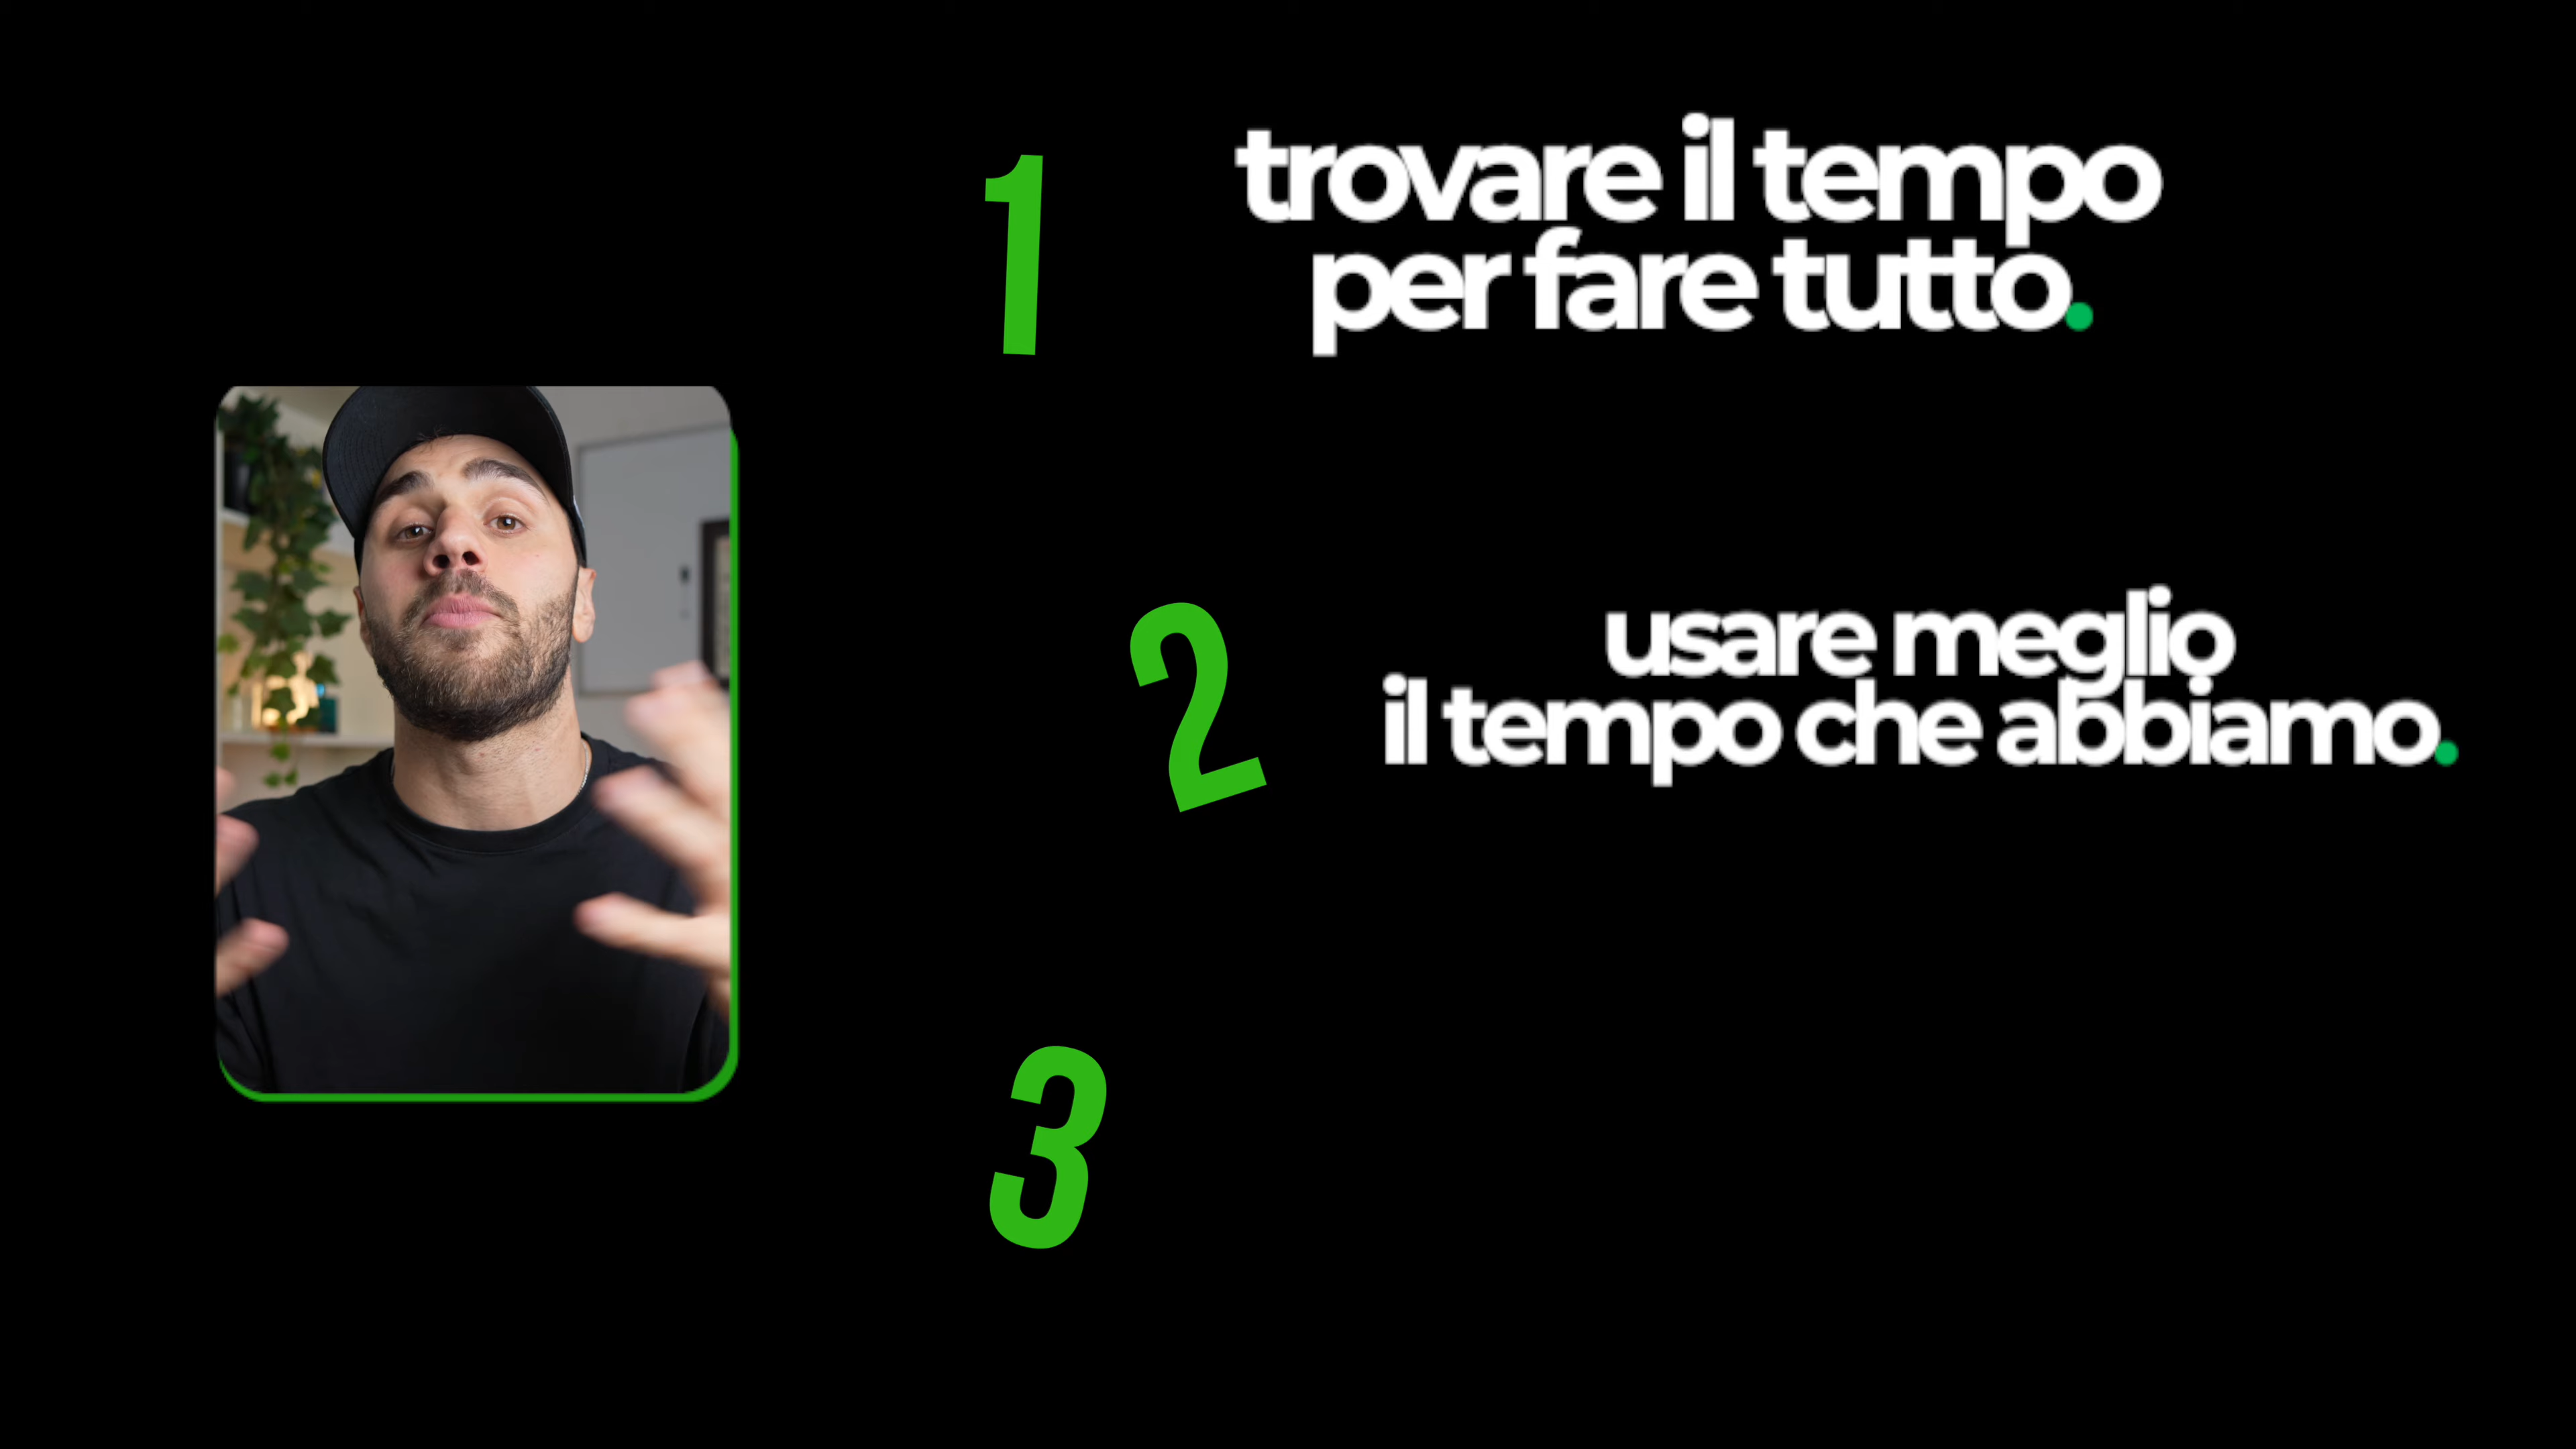 1
trovare il tempo
per fare tutto.
2
usare meglio
il tempo che abbiamo.
3